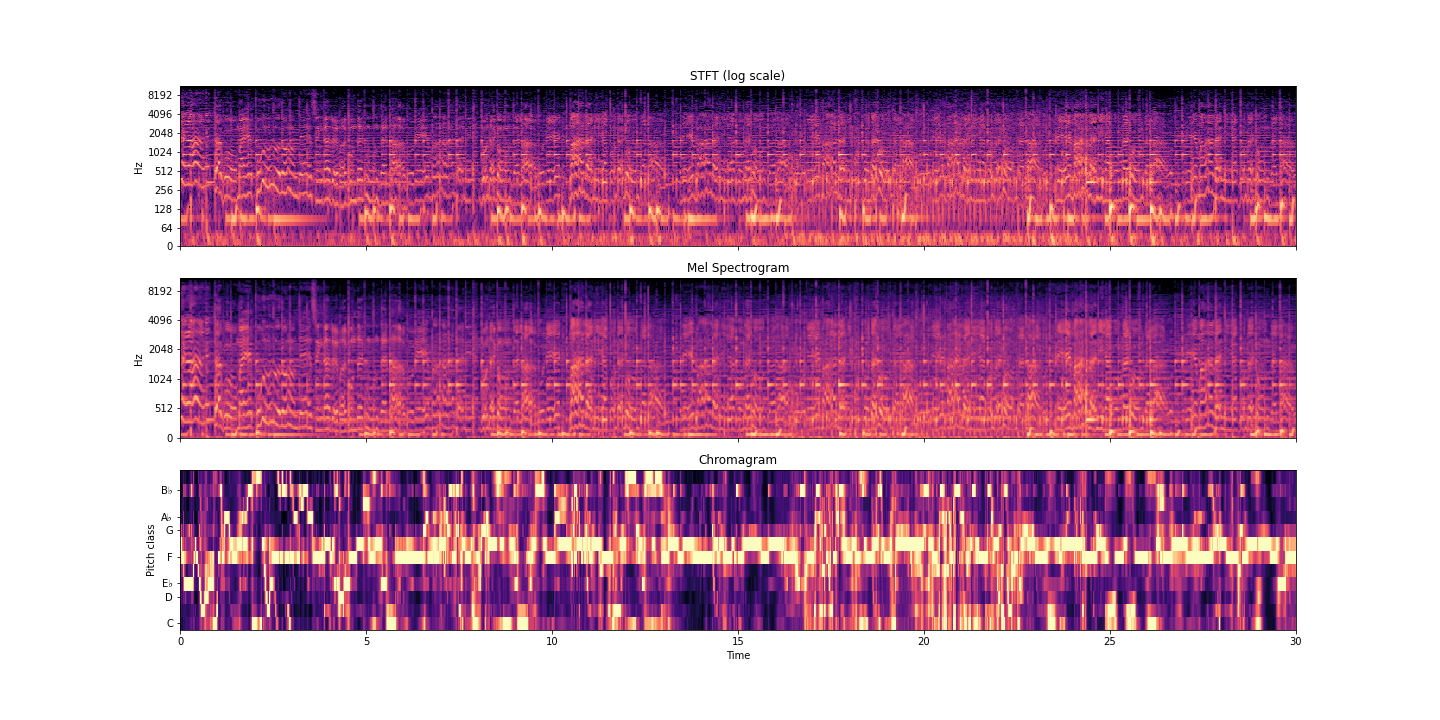 STFT (log scale)
8192
4096
2048
1024
512
256
128
64
0
Hz
Mel Spectrogram
8192
4096
2048
1024
512
0
Hz
Chromagram
B♭
A♭
G
F
E♭
D
C
Pitch class
0 5 10 15 20 25 30
Time